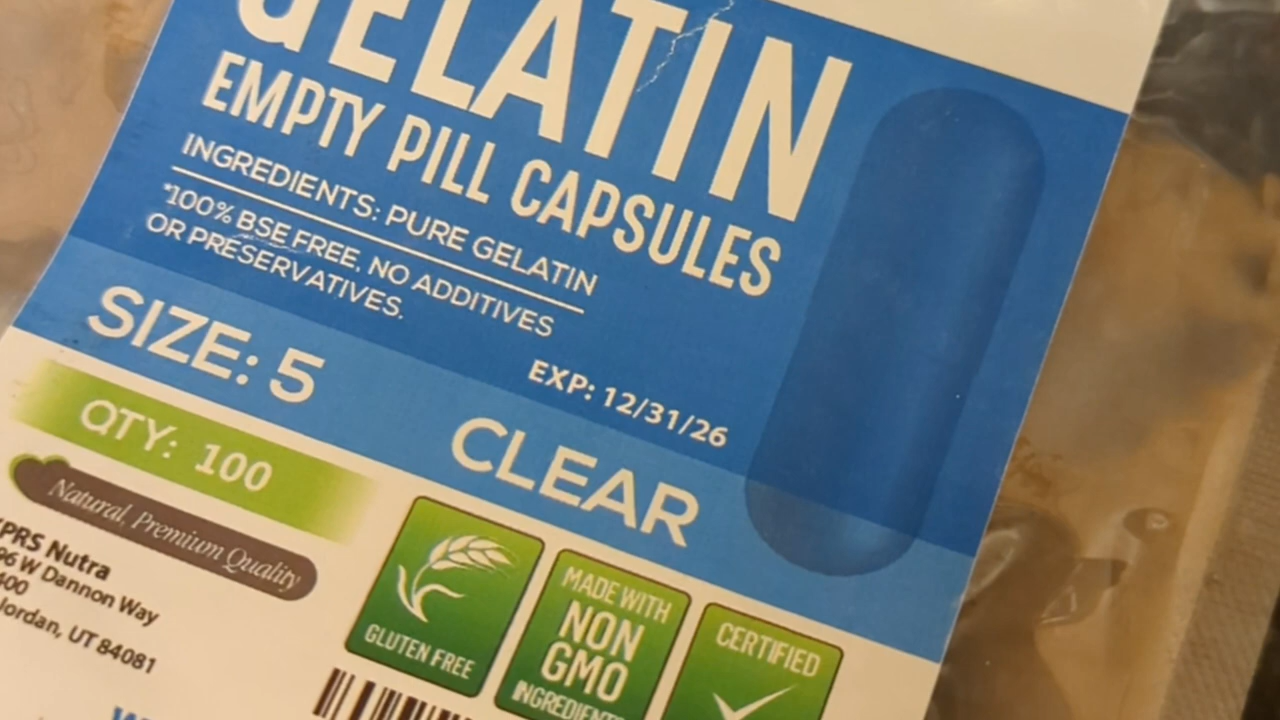 GELATIN
EMPTY PILL CAPSULES
INGREDIENTS: PURE GELATIN
*100% BSE FREE, NO ADDITIVES
OR PRESERVATIVES.
SIZE: 5
EXP: 12/31/26
QTY: 100
CLEAR
Natural, Premium Quality
PRS Nutra
96 W Dannon Way
400
Jordan, UT 84081
GLUTEN FREE
MADE WITH
NON
GMO
INGREDIENTS
CERTIFIED